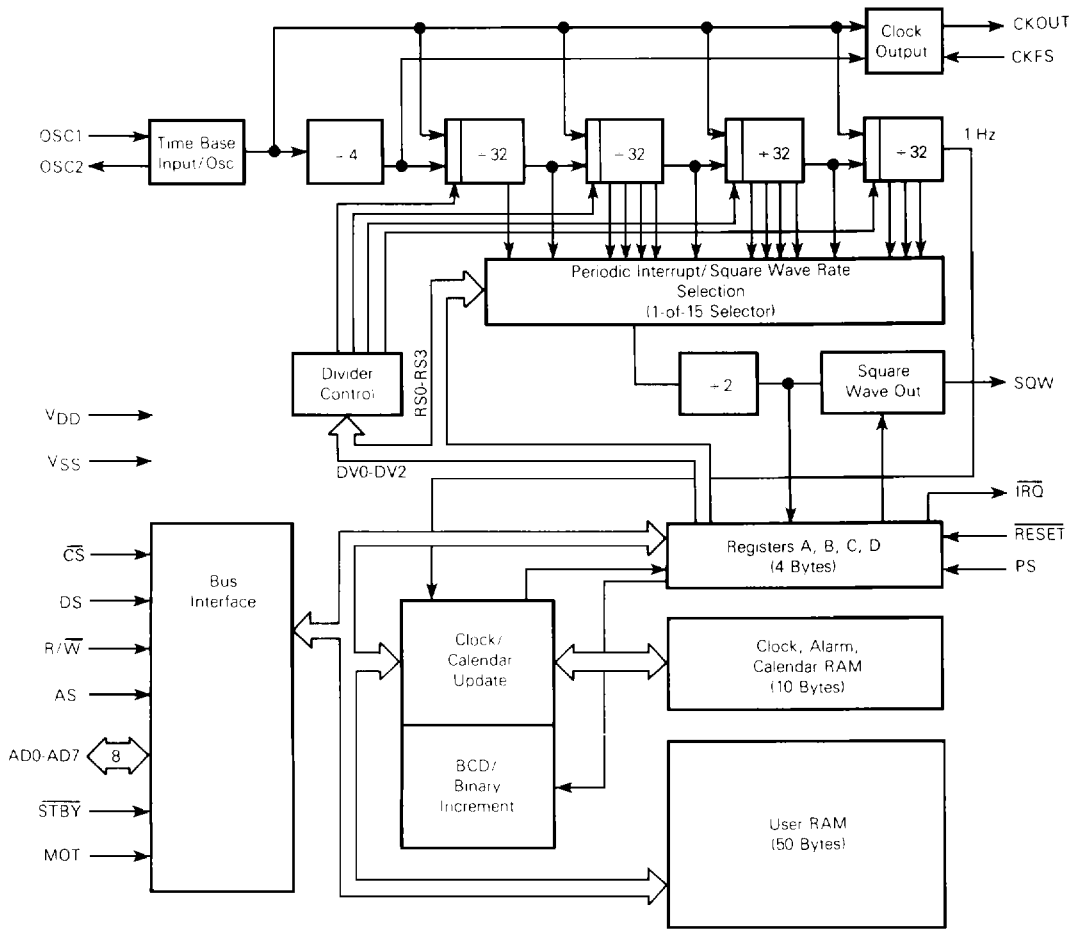 Clock
Output
CKOUT
CKFS
OSC1
OSC2
Time Base
Input/Osc
÷ 4
÷ 32
÷ 32
÷ 32
÷ 32
1 Hz
Periodic Interrupt/Square Wave Rate
Selection
(1-of-15 Selector)
Divider
Control
RS0-RS3
÷ 2
Square
Wave Out
SQW
VDD
VSS
DV0-DV2
Registers A, B, C, D
(4 Bytes)
IRQ
RESET
PS
Bus
Interface
CS
DS
R/W
AS
AD0-AD7
8
STBY
MOT
Clock/
Calendar
Update
BCD/
Binary
Increment
Clock, Alarm,
Calendar RAM
(10 Bytes)
User RAM
(50 Bytes)